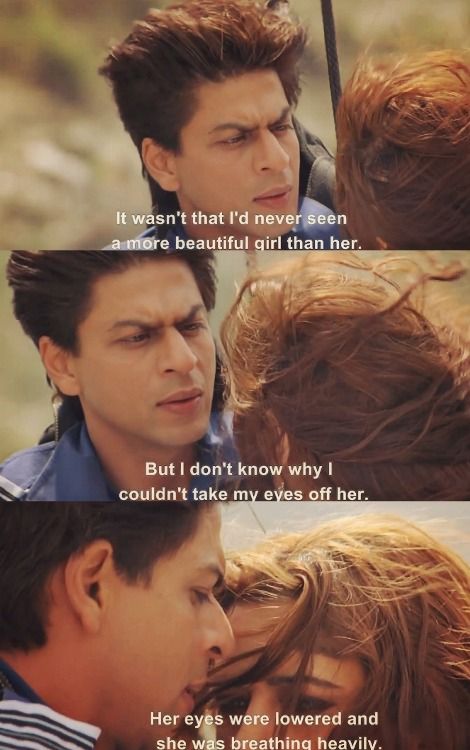 It wasn't that I'd never seen
a more beautiful girl than her.
But I don't know why I
couldn't take my eyes off her.
Her eyes were lowered and
she was breathing heavily.